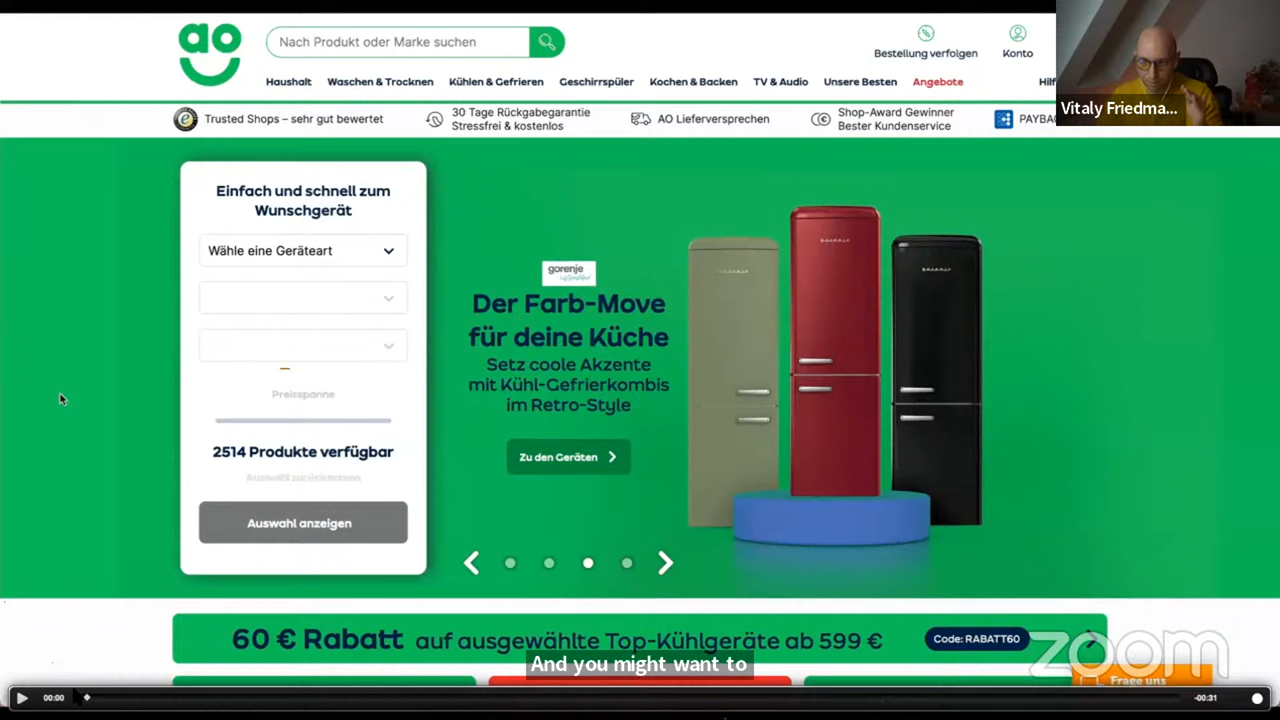 ao
Nach Produkt oder Marke suchen
Bestellung verfolgen
Konto
Vitaly Friedma...
Haushalt
Waschen & Trocknen
Kühlen & Gefrieren
Geschirrspüler
Kochen & Backen
TV & Audio
Unsere Besten
Angebote
Hilf
Trusted Shops – sehr gut bewertet
30 Tage Rückgabegarantie
Stressfrei & kostenlos
AO Lieferversprechen
Shop-Award Gewinner
Bester Kundenservice
PAYBA
Einfach und schnell zum
Wunschgerät
Wähle eine Geräteart
Preisspanne
2514 Produkte verfügbar
Auswahl zurücksetzen
Auswahl anzeigen
gorenje
Der Farb-Move
für deine Küche
Setz coole Akzente
mit Kühl-Gefrierkombis
im Retro-Style
Zu den Geräten
60 € Rabatt auf ausgewählte Top-Kühlgeräte ab 599 €
Code: RABATT60
zoom
And you might want to
Frage uns
00:00
-00:31